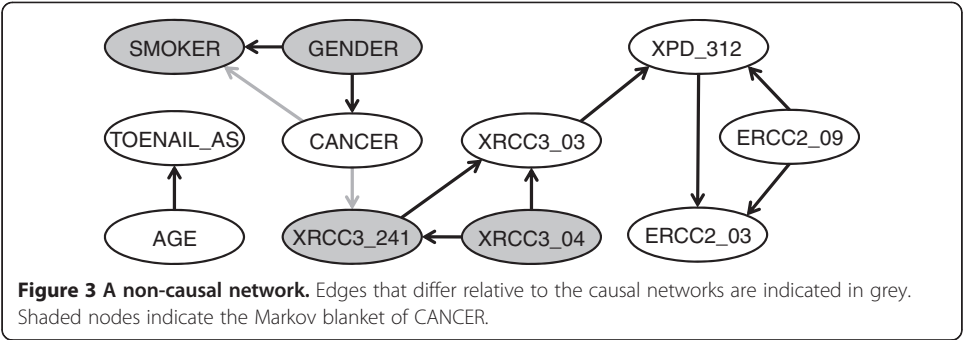 SMOKER GENDER XPD_312
CANCER XRCC3_03 ERCC2_09
TOENAIL_AS
AGE XRCC3_241 XRCC3_04 ERCC2_03
Figure 3 A non-causal network. Edges that differ relative to the causal networks are indicated in grey.
Shaded nodes indicate the Markov blanket of CANCER.